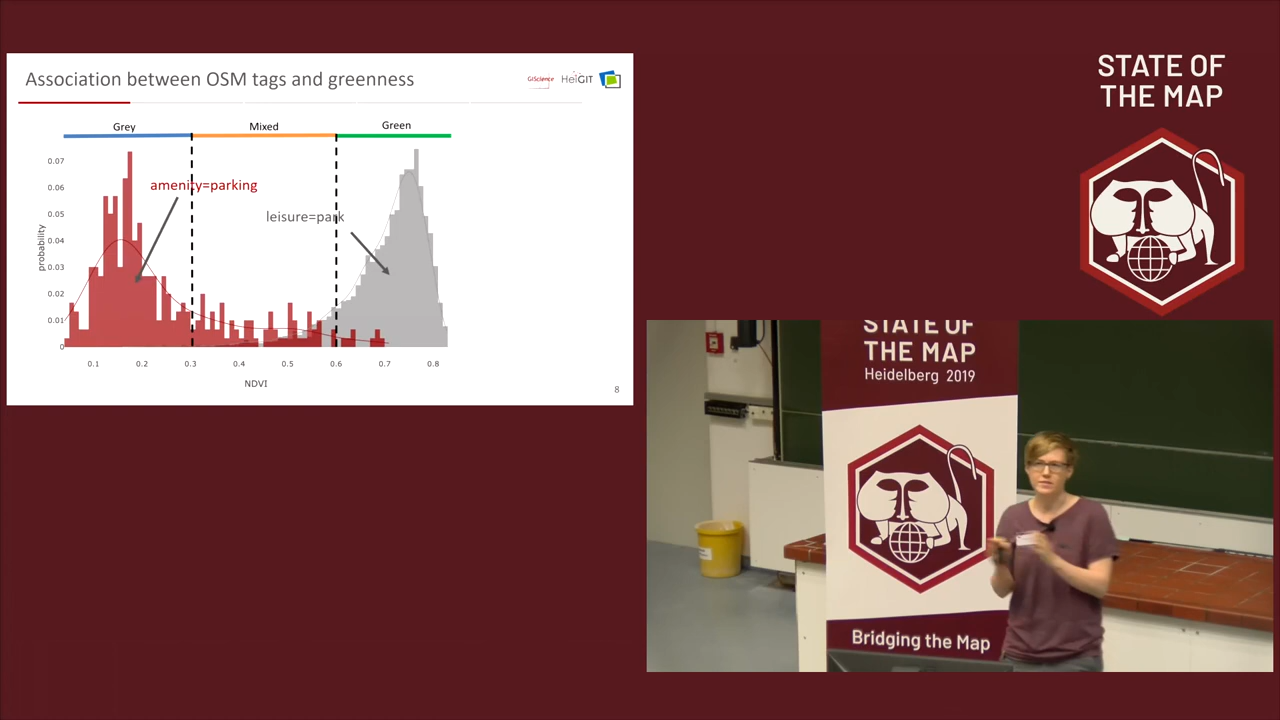 Association between OSM tags and greenness
GIScience
HeiGIT
Grey
Mixed
Green
0.07
0.06
0.05
0.04
0.03
0.02
0.01
0
probability
amenity=parking
leisure=park
0.1
0.2
0.3
0.4
0.5
0.6
0.7
0.8
NDVI
8
STATE OF
THE MAP
STATE OF
THE MAP
Heidelberg 2019
Bridging the Map